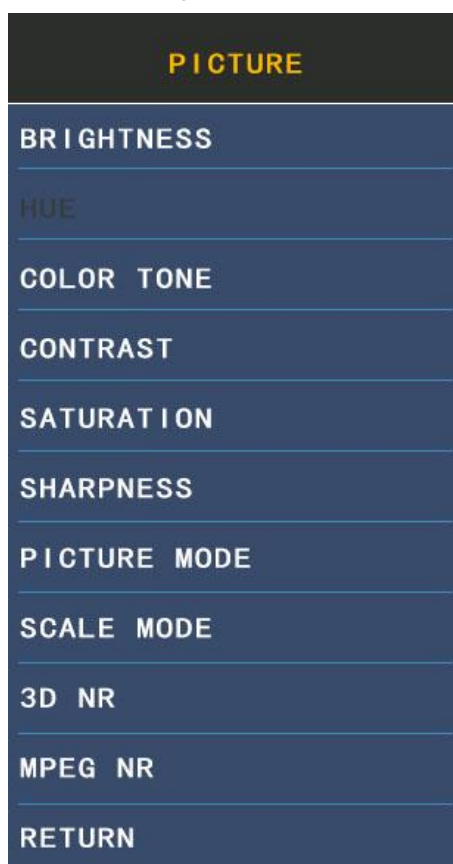 PICTURE
BRIGHTNESS
HUE
COLOR TONE
CONTRAST
SATURATION
SHARPNESS
PICTURE MODE
SCALE MODE
3D NR
MPEG NR
RETURN